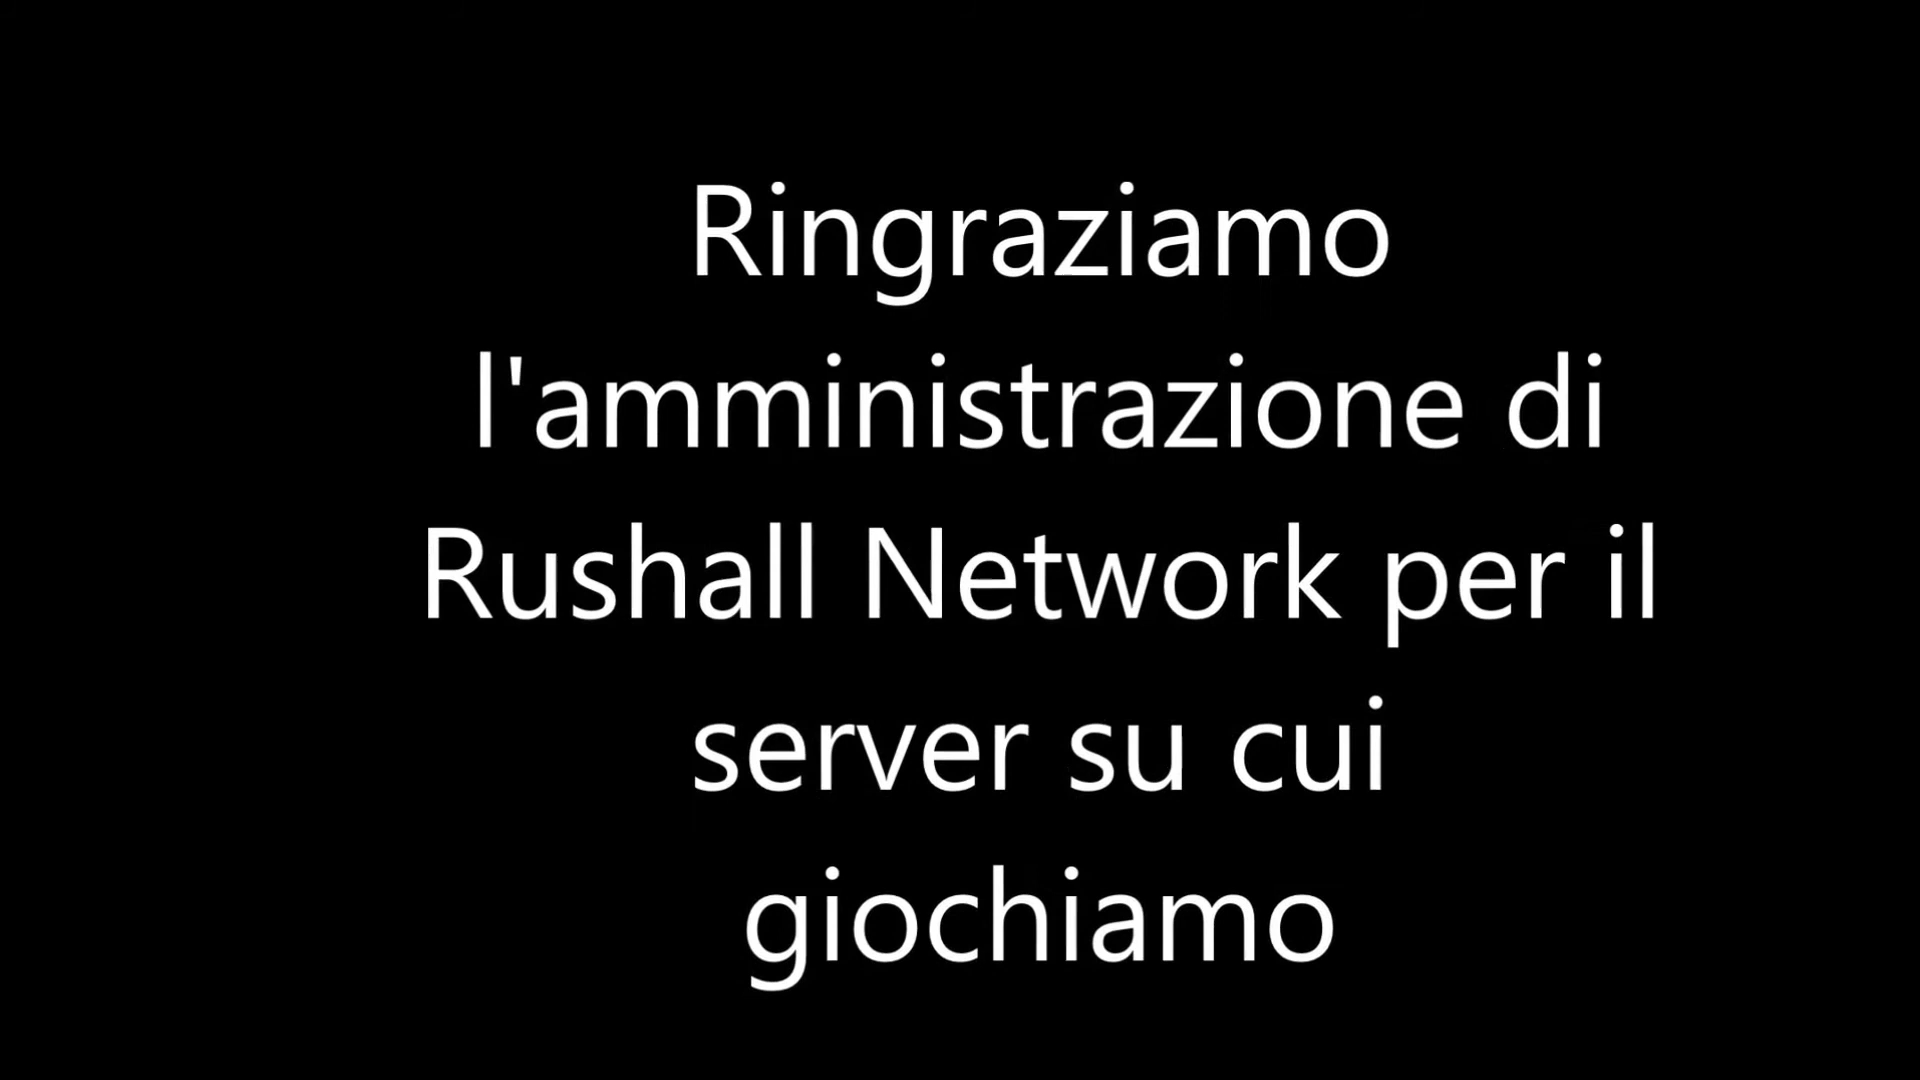 Ringraziamo
l'amministrazione di
Rushall Network per il
server su cui
giochiamo